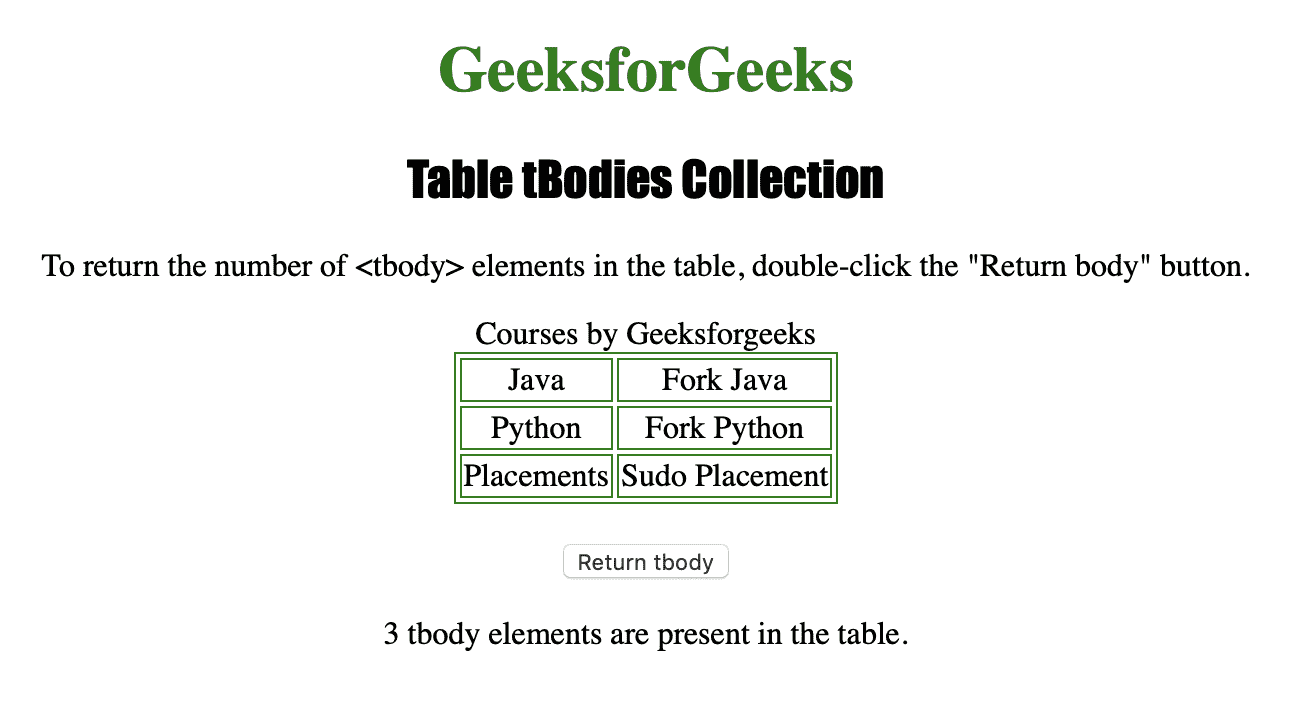 GeeksforGeeks
Table tBodies Collection
To return the number of <tbody> elements in the table, double-click the "Return body" button.
Courses by Geeksforgeeks
Java Fork Java
Python Fork Python
Placements Sudo Placement
Return tbody
3 tbody elements are present in the table.